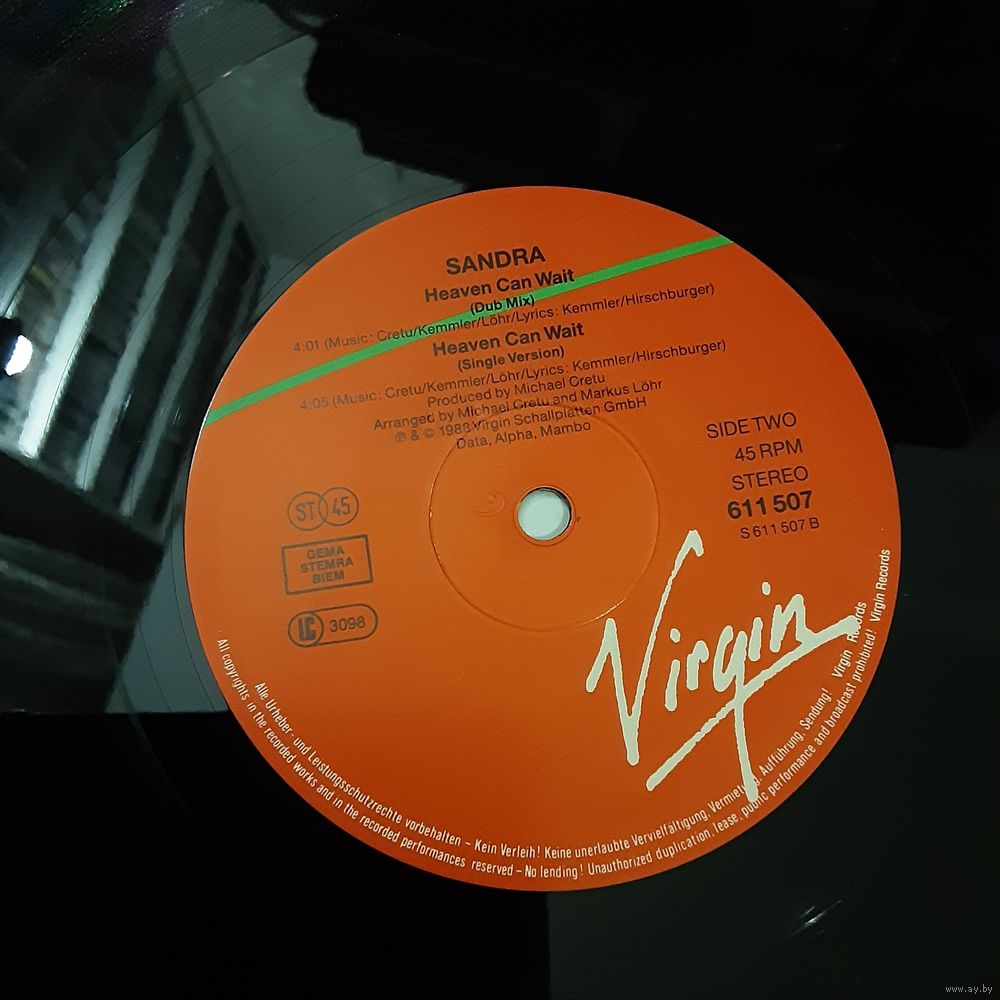 SANDRA
Heaven Can Wait
(Dub Mix)
4:01 (Music: Cretu/Kemmler/Löhr/Lyrics: Kemmler/Hirschburger)
Heaven Can Wait
(Single Version)
4:05 (Music: Cretu/Kemmler/Löhr/Lyrics: Kemmler/Hirschburger)
Produced by Michael Cretu
Arranged by Michael Cretu and Markus Löhr
℗ & © 1988 Virgin Schallplatten GmbH
Data, Alpha, Mambo
SIDE TWO
45 RPM
STEREO
611 507
S 611 507 B
ST 45
GEMA
STEMRA
BIEM
LC 3098
Virgin
Alle Urheber- und Leistungsschutzrechte vorbehalten – Kein Verleih! Keine unerlaubte Vervielfältigung, Vermietung, Aufführung, Sendung! Virgin Records
All copyrights in the recorded works and in the recorded performances reserved – No lending! Unauthorized duplication, lease, public performance and broadcast prohibited! Virgin Records
www.ay.by